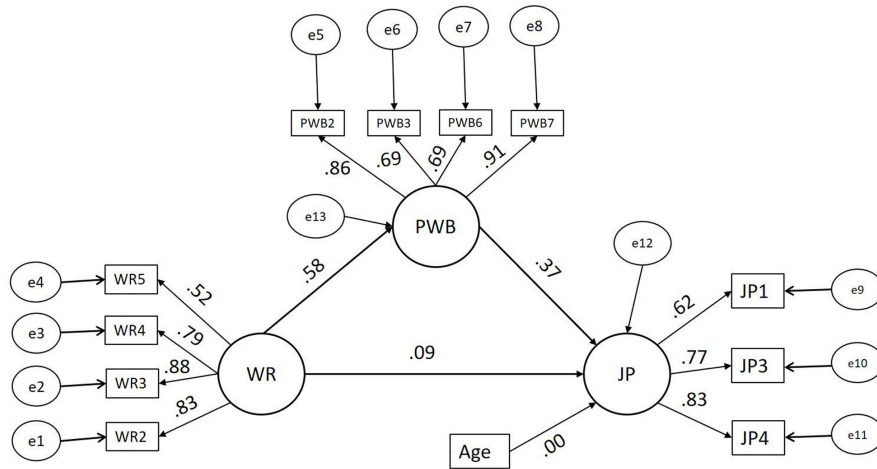 e5
e6
e7
e8
PWB2
PWB3
PWB6
PWB7
.86
.69
.69
.91
e13
PWB
e12
.58
.37
e4
WR5
.52
e3
WR4
.79
e2
WR3
.88
e1
WR2
.83
WR
.09
JP
.62
JP1
e9
.77
JP3
e10
.83
JP4
e11
Age
.00